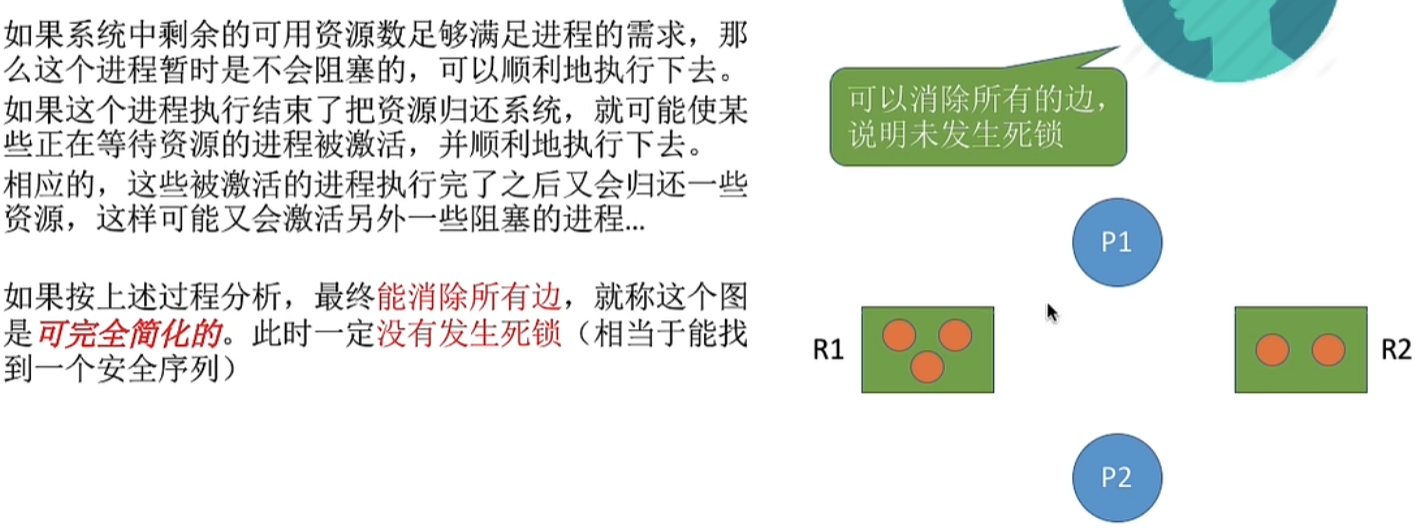 如果系统中剩余的可用资源数足够满足进程的需求，那
么这个进程暂时是不会阻塞的，可以顺利地执行下去。
如果这个进程执行结束了把资源归还系统，就可能使某
些正在等待资源的进程被激活，并顺利地执行下去。
相应的，这些被激活的进程执行完了之后又会归还一些
资源，这样可能又会激活另外一些阻塞的进程...
如果按上述过程分析，最终能消除所有边，就称这个图
是可完全简化的。此时一定没有发生死锁（相当于能找
到一个安全序列）
可以消除所有的边，
说明未发生死锁
P1
R1
R2
P2